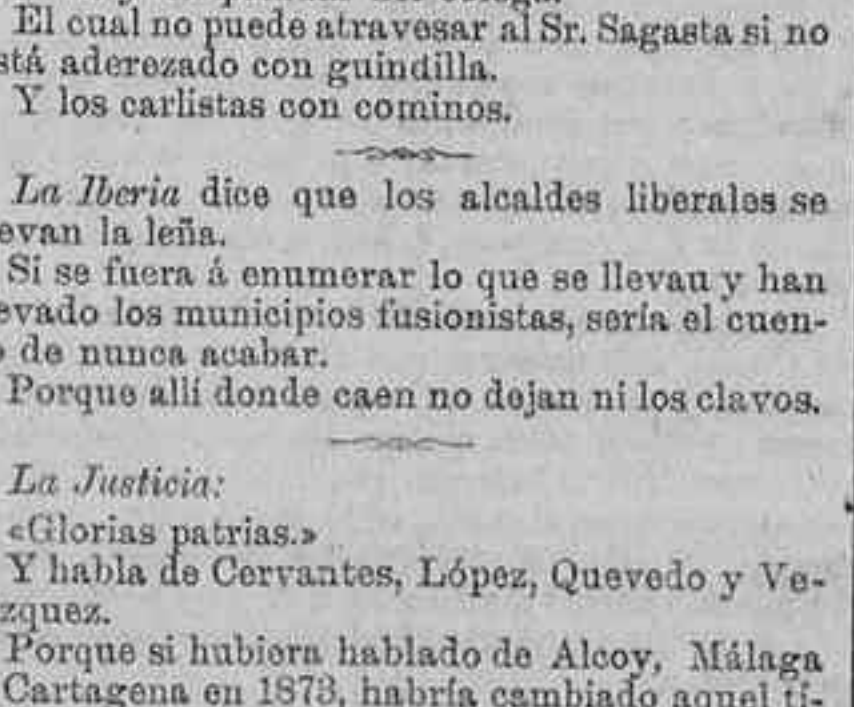 El cual no puede atravesar al Sr. Sagasta si no
stá aderezado con guindilla.
Y los carlistas con cominos.
La Iberia dice que los alcaldes liberales se
evan la leña.
Si se fuera á enumerar lo que se llevan y han
evado los municipios fusionistas, sería el cuen-
o de nunca acabar.
Porque allí donde caen no dejan ni los clavos.
La Justicia:
«Glorias patrias.»
Y habla de Cervantes, López, Quevedo y Ve-
zquez.
Porque si hubiera hablado de Alcoy, Málaga
Cartagena en 1873, habría cambiado aquel tí-